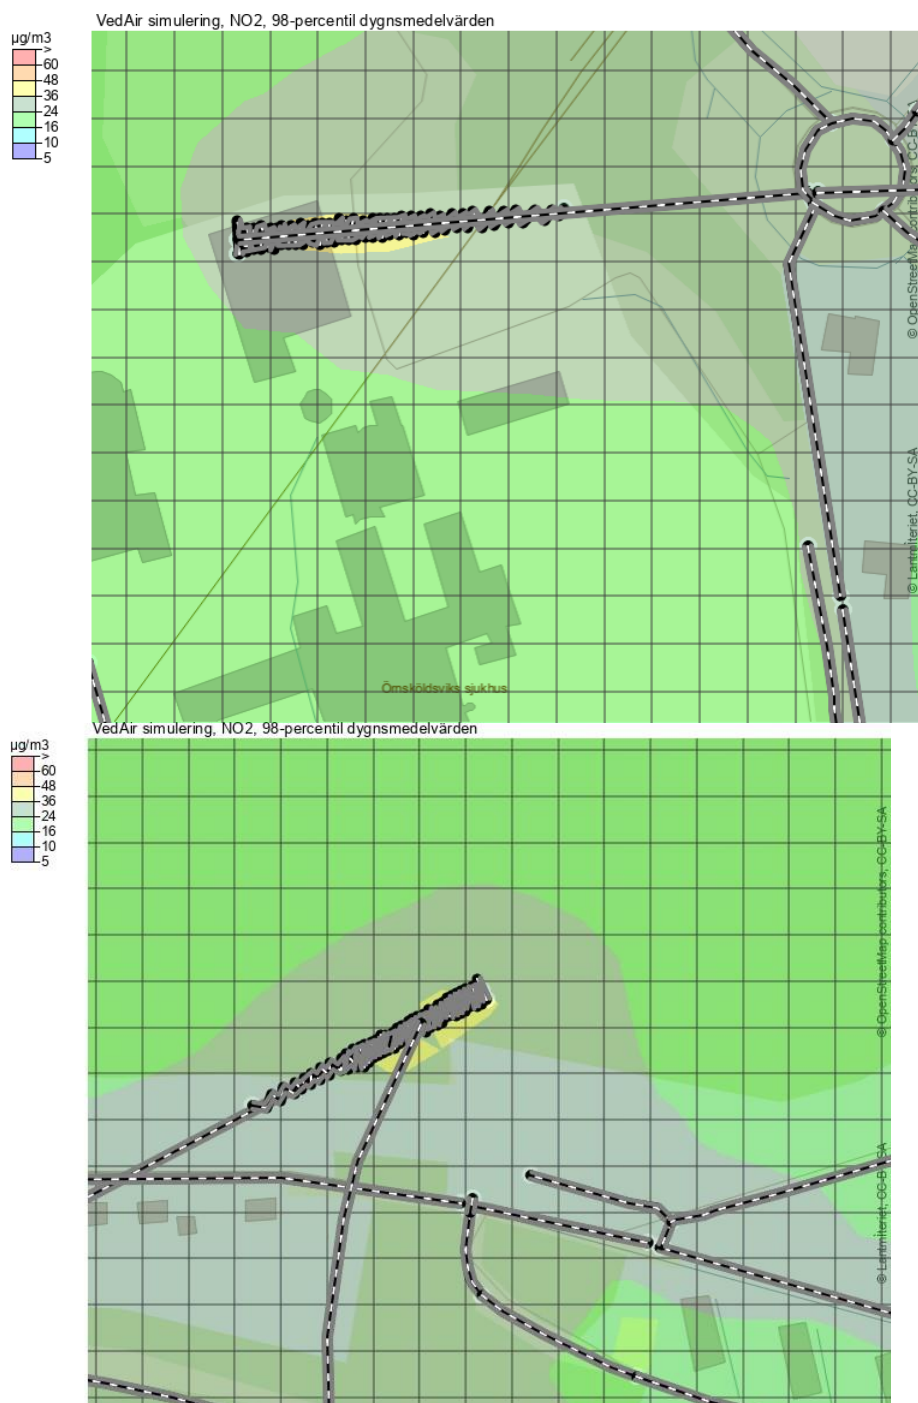 VedAir simulering, NO2, 98-percentil dygnsmedelvärden
µg/m3
>
60
48
36
24
16
10
5
© OpenStreetMap contributors, CC-BY-SA
© Lantmäteriet, CC-BY-SA
Örnsköldsviks sjukhus
VedAir simulering, NO2, 98-percentil dygnsmedelvärden
µg/m3
>
60
48
36
24
16
10
5
© OpenStreetMap contributors, CC-BY-SA
© Lantmäteriet, CC-BY-SA